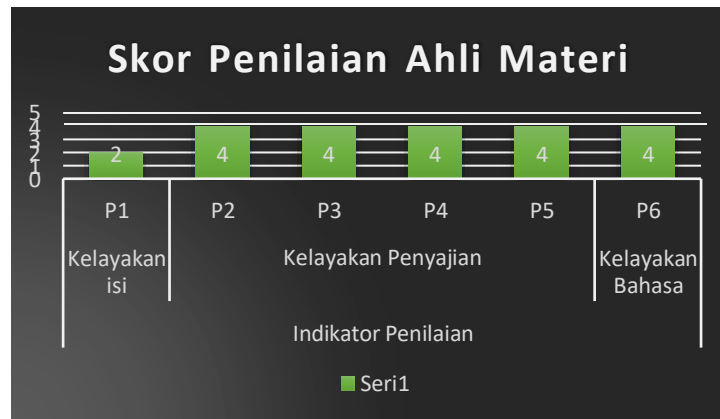 Skor Penilaian Ahli Materi
5
4
3
2
1
0
2
4
4
4
4
4
P1
P2
P3
P4
P5
P6
Kelayakan
isi
Kelayakan Penyajian
Kelayakan
Bahasa
Indikator Penilaian
Seri1